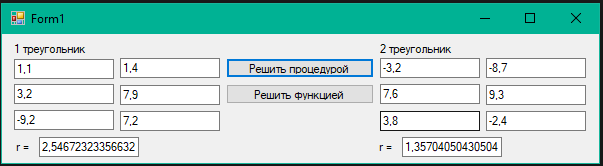 Form1
1 треугольник 2 треугольник
1,1 1,4 Решить процедурой -3,2 -8,7
3,2 7,9 Решить функцией 7,6 9,3
-9,2 7,2 3,8 -2,4
r = 2,54672323356632 r = 1,35704050430504